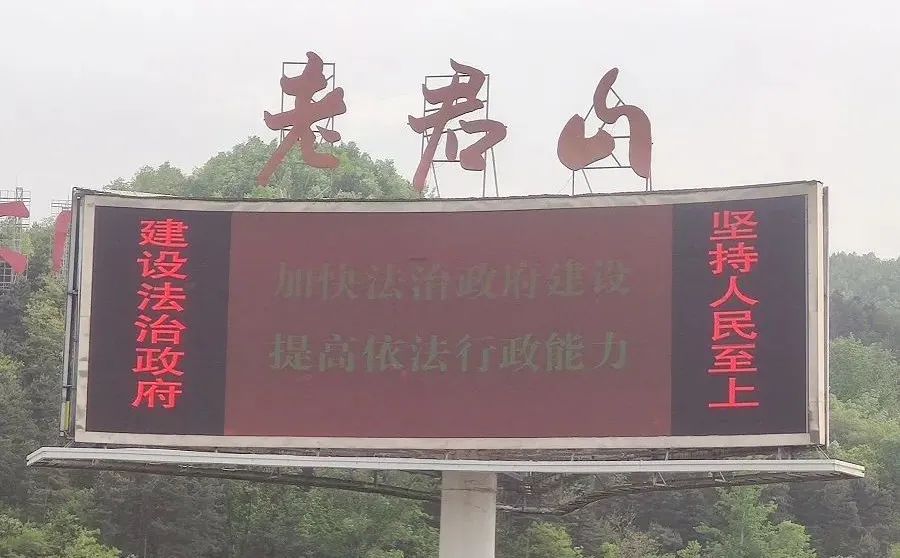 老君山
建设法治政府
加快法治政府建设
提高依法行政能力
坚持人民至上